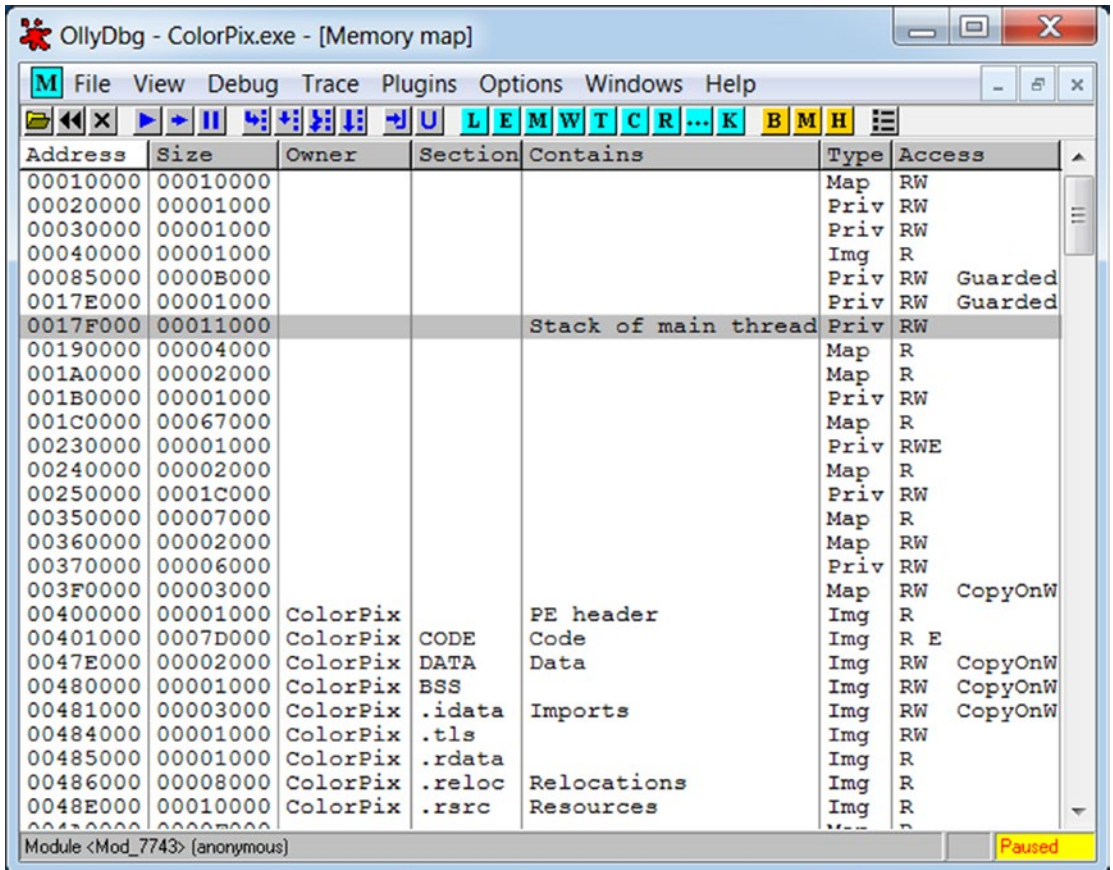 OllyDbg - ColorPix.exe - [Memory map]
M File View Debug Trace Plugins Options Windows Help
U L E M W T C R ... K B M H
Address Size Owner Section Contains Type Access
00010000 00010000 Map RW
00020000 00001000 Priv RW
00030000 00001000 Priv RW
00040000 00001000 Img R
00085000 0000B000 Priv RW Guarded
0017E000 00001000 Priv RW Guarded
0017F000 00011000 Stack of main thread Priv RW
00190000 00004000 Map R
001A0000 00002000 Map R
001B0000 00001000 Priv RW
001C0000 00067000 Map R
00230000 00001000 Priv RWE
00240000 00002000 Map R
00250000 0001C000 Priv RW
00350000 00007000 Map R
00360000 00002000 Map RW
00370000 00006000 Priv RW
003F0000 00003000 Map RW CopyOnW
00400000 00001000 ColorPix PE header Img R
00401000 0007D000 ColorPix CODE Code Img R E
0047E000 00002000 ColorPix DATA Data Img RW CopyOnW
00480000 00001000 ColorPix BSS Img RW CopyOnW
00481000 00003000 ColorPix .idata Imports Img RW CopyOnW
00484000 00001000 ColorPix .tls Img RW
00485000 00001000 ColorPix .rdata Img R
00486000 00008000 ColorPix .reloc Relocations Img R
0048E000 00010000 ColorPix .rsrc Resources Img R
Module <Mod_7743> (anonymous) Paused